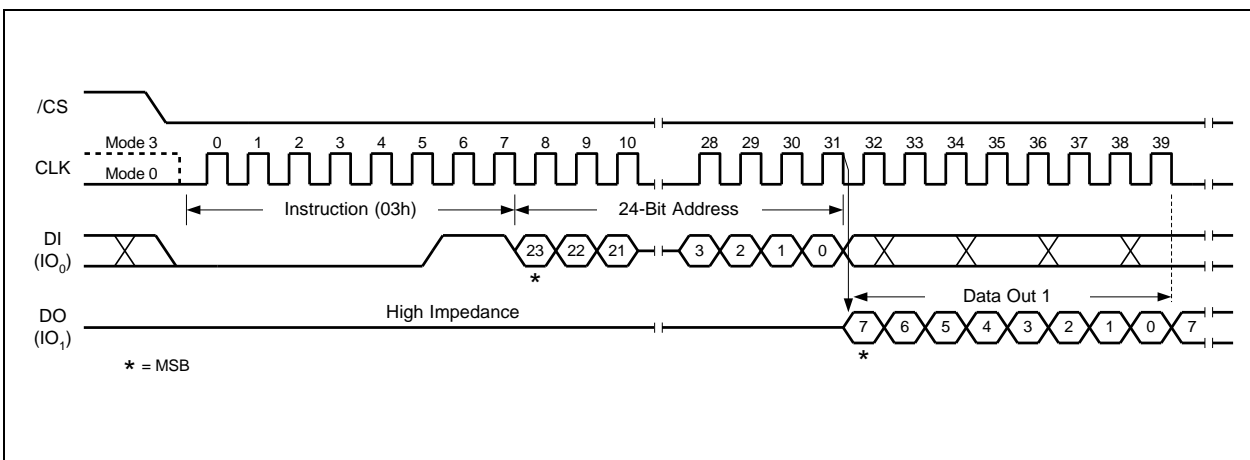 /CS
Mode 3
0 1 2 3 4 5 6 7 8 9 10 28 29 30 31 32 33 34 35 36 37 38 39
CLK
Mode 0
Instruction (03h) 24-Bit Address
DI
(IO0)
23 22 21 3 2 1 0
*
High Impedance
Data Out 1
DO
(IO1)
7 6 5 4 3 2 1 0 7
*
* = MSB